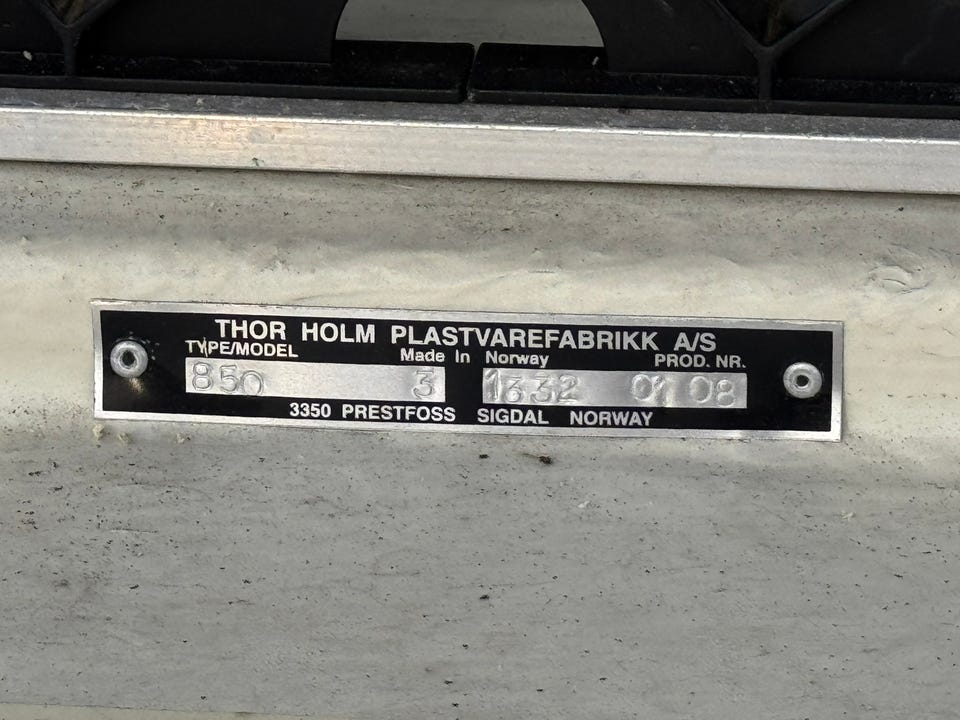 THOR HOLM PLASTVAREFABRIKK A/S
TYPE/MODEL Made In Norway PROD. NR.
850 3 1332 01 08
3350 PRESTFOSS SIGDAL NORWAY